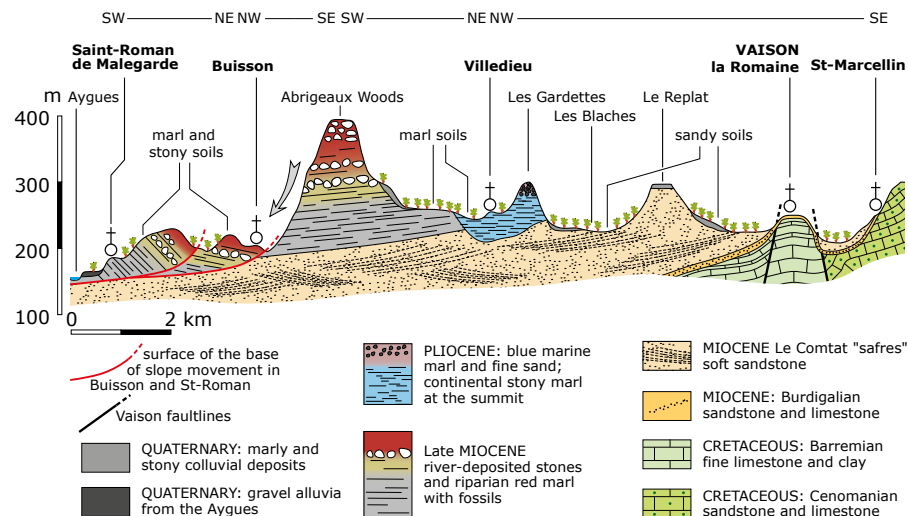 SW NE NW SE SW NE NW SE
Saint-Roman
de Malegarde
Buisson
Villedieu
VAISON
la Romaine
St-Marcellin
m
Aygues
Abrigeaux Woods
Les Gardettes
Le Replat
Les Blaches
400
marl and
stony soils
marl soils
sandy soils
300
200
100
0 2 km
surface of the base
of slope movement in
Buisson and St-Roman
Vaison faultlines
QUATERNARY: marly and
stony colluvial deposits
QUATERNARY: gravel alluvia
from the Aygues
PLIOCENE: blue marine
marl and fine sand;
continental stony marl
at the summit
Late MIOCENE
river-deposited stones
and riparian red marl
with fossils
MIOCENE Le Comtat "safres"
soft sandstone
MIOCENE: Burdigalian
sandstone and limestone
CRETACEOUS: Barremian
fine limestone and clay
CRETACEOUS: Cenomanian
sandstone and limestone